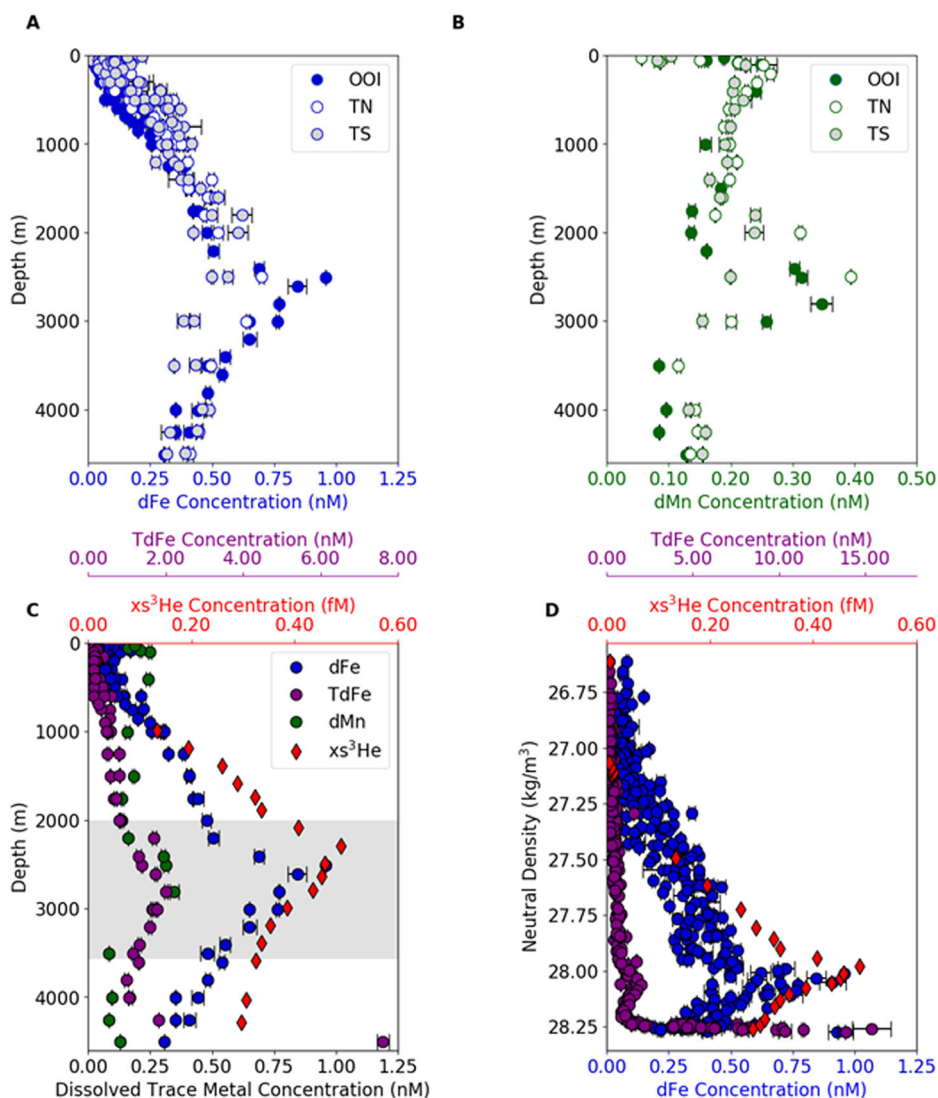 A
B
0
1000
2000
3000
4000
Depth (m)
OOI
TN
TS
0.00 0.25 0.50 0.75 1.00 1.25
dFe Concentration (nM)
0
1000
2000
3000
4000
Depth (m)
OOI
TN
TS
0.00 0.10 0.20 0.30 0.40 0.50
dMn Concentration (nM)
TdFe Concentration (nM)
0.00 2.00 4.00 6.00 8.00
C
xs³He Concentration (fM)
0.00 0.20 0.40 0.60
0
1000
2000
3000
4000
Depth (m)
dFe
TdFe
dMn
xs³He
0.00 0.25 0.50 0.75 1.00 1.25
Dissolved Trace Metal Concentration (nM)
TdFe Concentration (nM)
0.00 5.00 10.00 15.00
D
xs³He Concentration (fM)
0.00 0.20 0.40 0.60
26.75
27.00
27.25
27.50
27.75
28.00
28.25
Neutral Density (kg/m³)
0.00 0.25 0.50 0.75 1.00 1.25
dFe Concentration (nM)